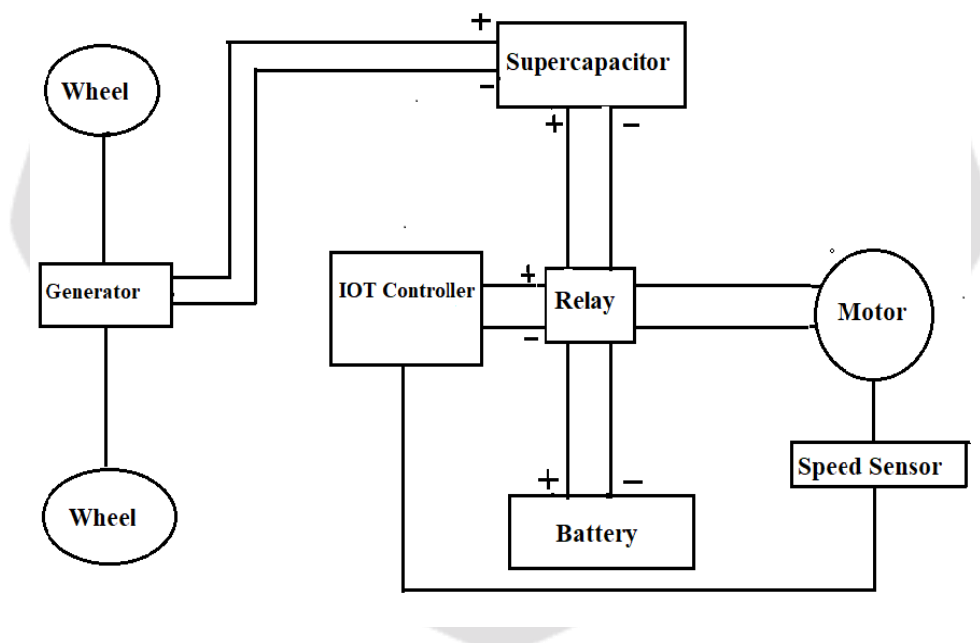 +
Supercapacitor
Wheel
−
+ −
Generator
IOT Controller
+
Relay
Motor
−
Speed Sensor
+ −
Wheel
Battery